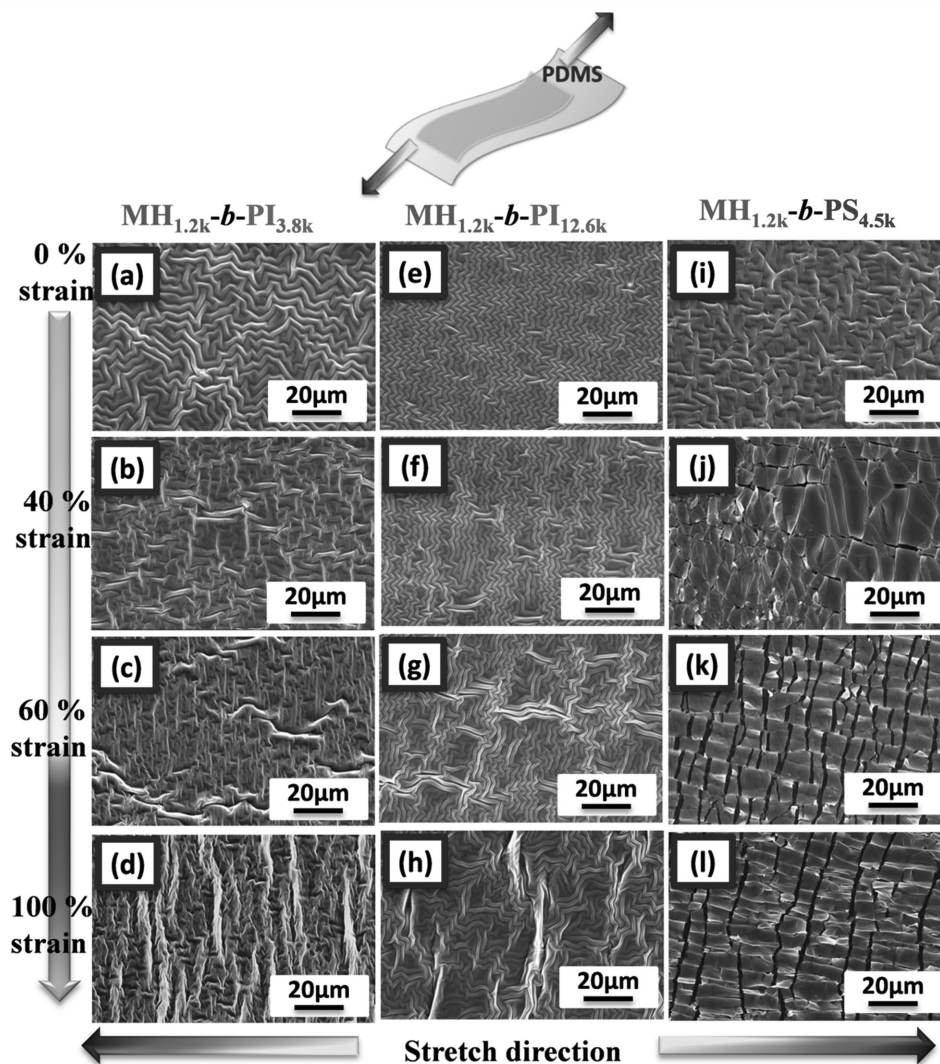 PDMS
MH1.2k-b-PI3.8k
MH1.2k-b-PI12.6k
MH1.2k-b-PS4.5k
0 %
strain
(a)
20μm
(e)
20μm
(i)
20μm
40 %
strain
(b)
20μm
(f)
20μm
(j)
20μm
60 %
strain
(c)
20μm
(g)
20μm
(k)
20μm
100 %
strain
(d)
20μm
(h)
20μm
(l)
20μm
Stretch direction